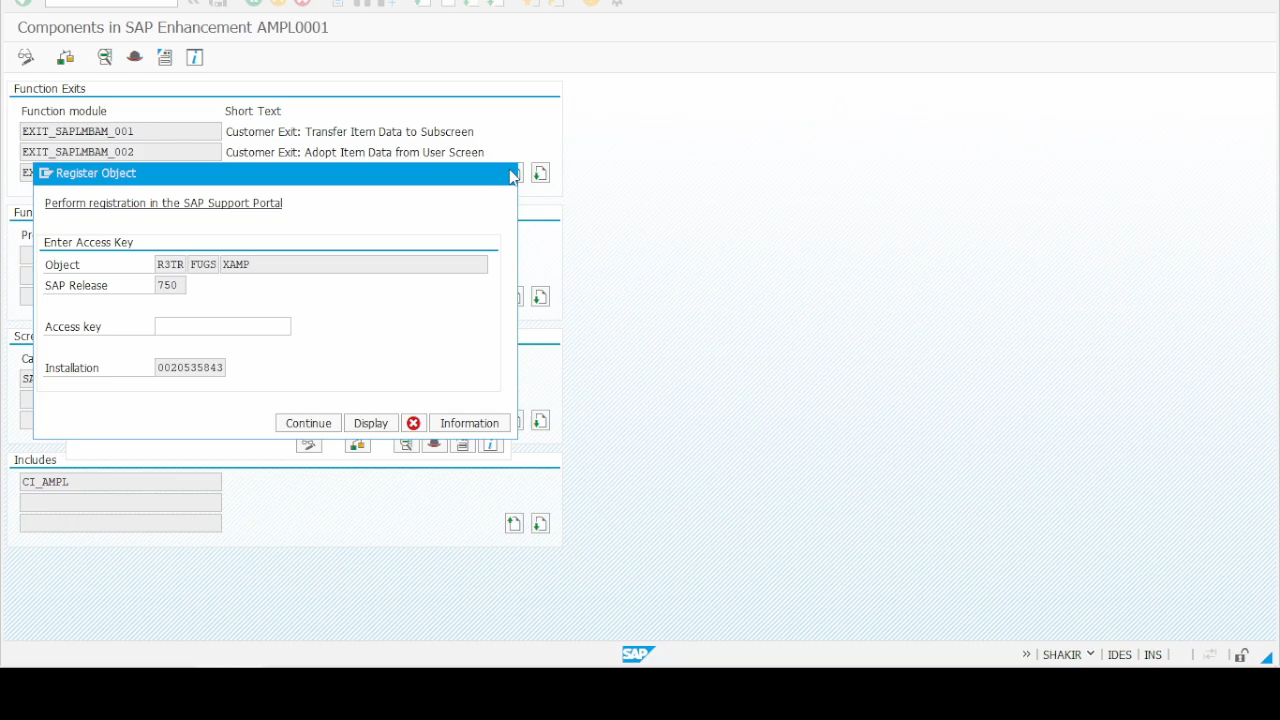 Components in SAP Enhancement AMPL0001
Function Exits
Function module Short Text
EXIT_SAPLMBAM_001 Customer Exit: Transfer Item Data to Subscreen
EXIT_SAPLMBAM_002 Customer Exit: Adopt Item Data from User Screen
Register Object
Perform registration in the SAP Support Portal
Enter Access Key
Object R3TR FUGS XAMP
SAP Release 750
Access key
Installation 0020535843
Continue Display Information
Includes
CI_AMPL
SAP
SHAKIR IDES INS